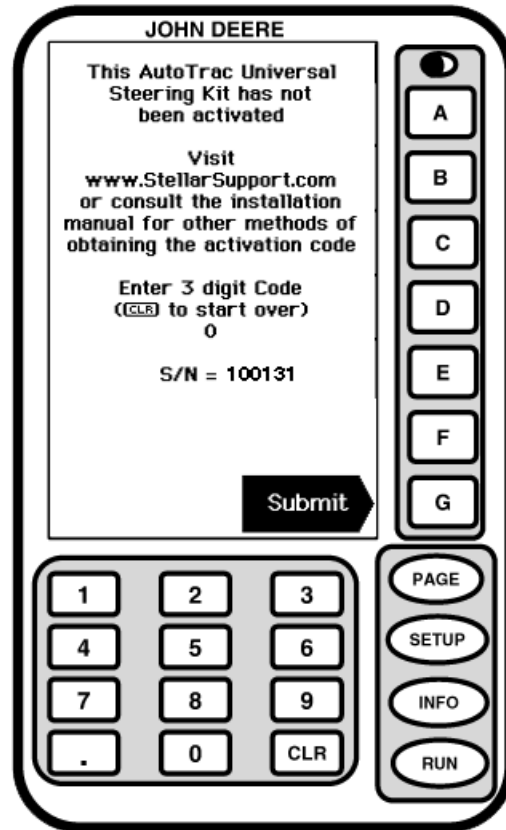 JOHN DEERE
This AutoTrac Universal
Steering Kit has not
been activated
Visit
www.StellarSupport.com
or consult the installation
manual for other methods of
obtaining the activation code
Enter 3 digit Code
(CLR to start over)
0
S/N = 100131
Submit
A
B
C
D
E
F
G
1 2 3
4 5 6
7 8 9
. 0 CLR
PAGE
SETUP
INFO
RUN